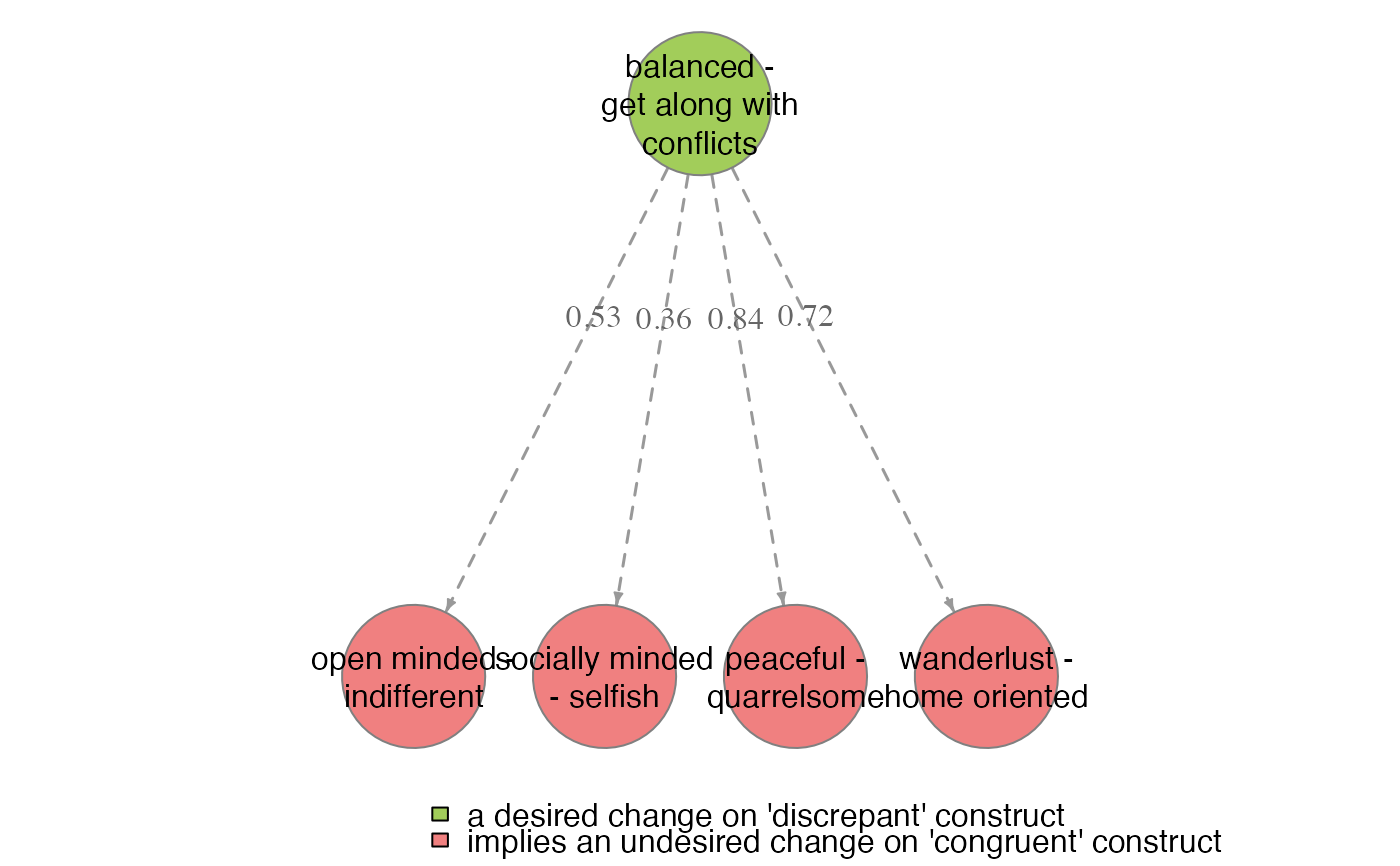 balanced -
get along with
conflicts
0.53 0.36 0.84 0.72
open minded - socially minded peaceful - wanderlust -
indifferent - selfish quarrelsome home oriented
a desired change on 'discrepant' construct
implies an undesired change on 'congruent' construct